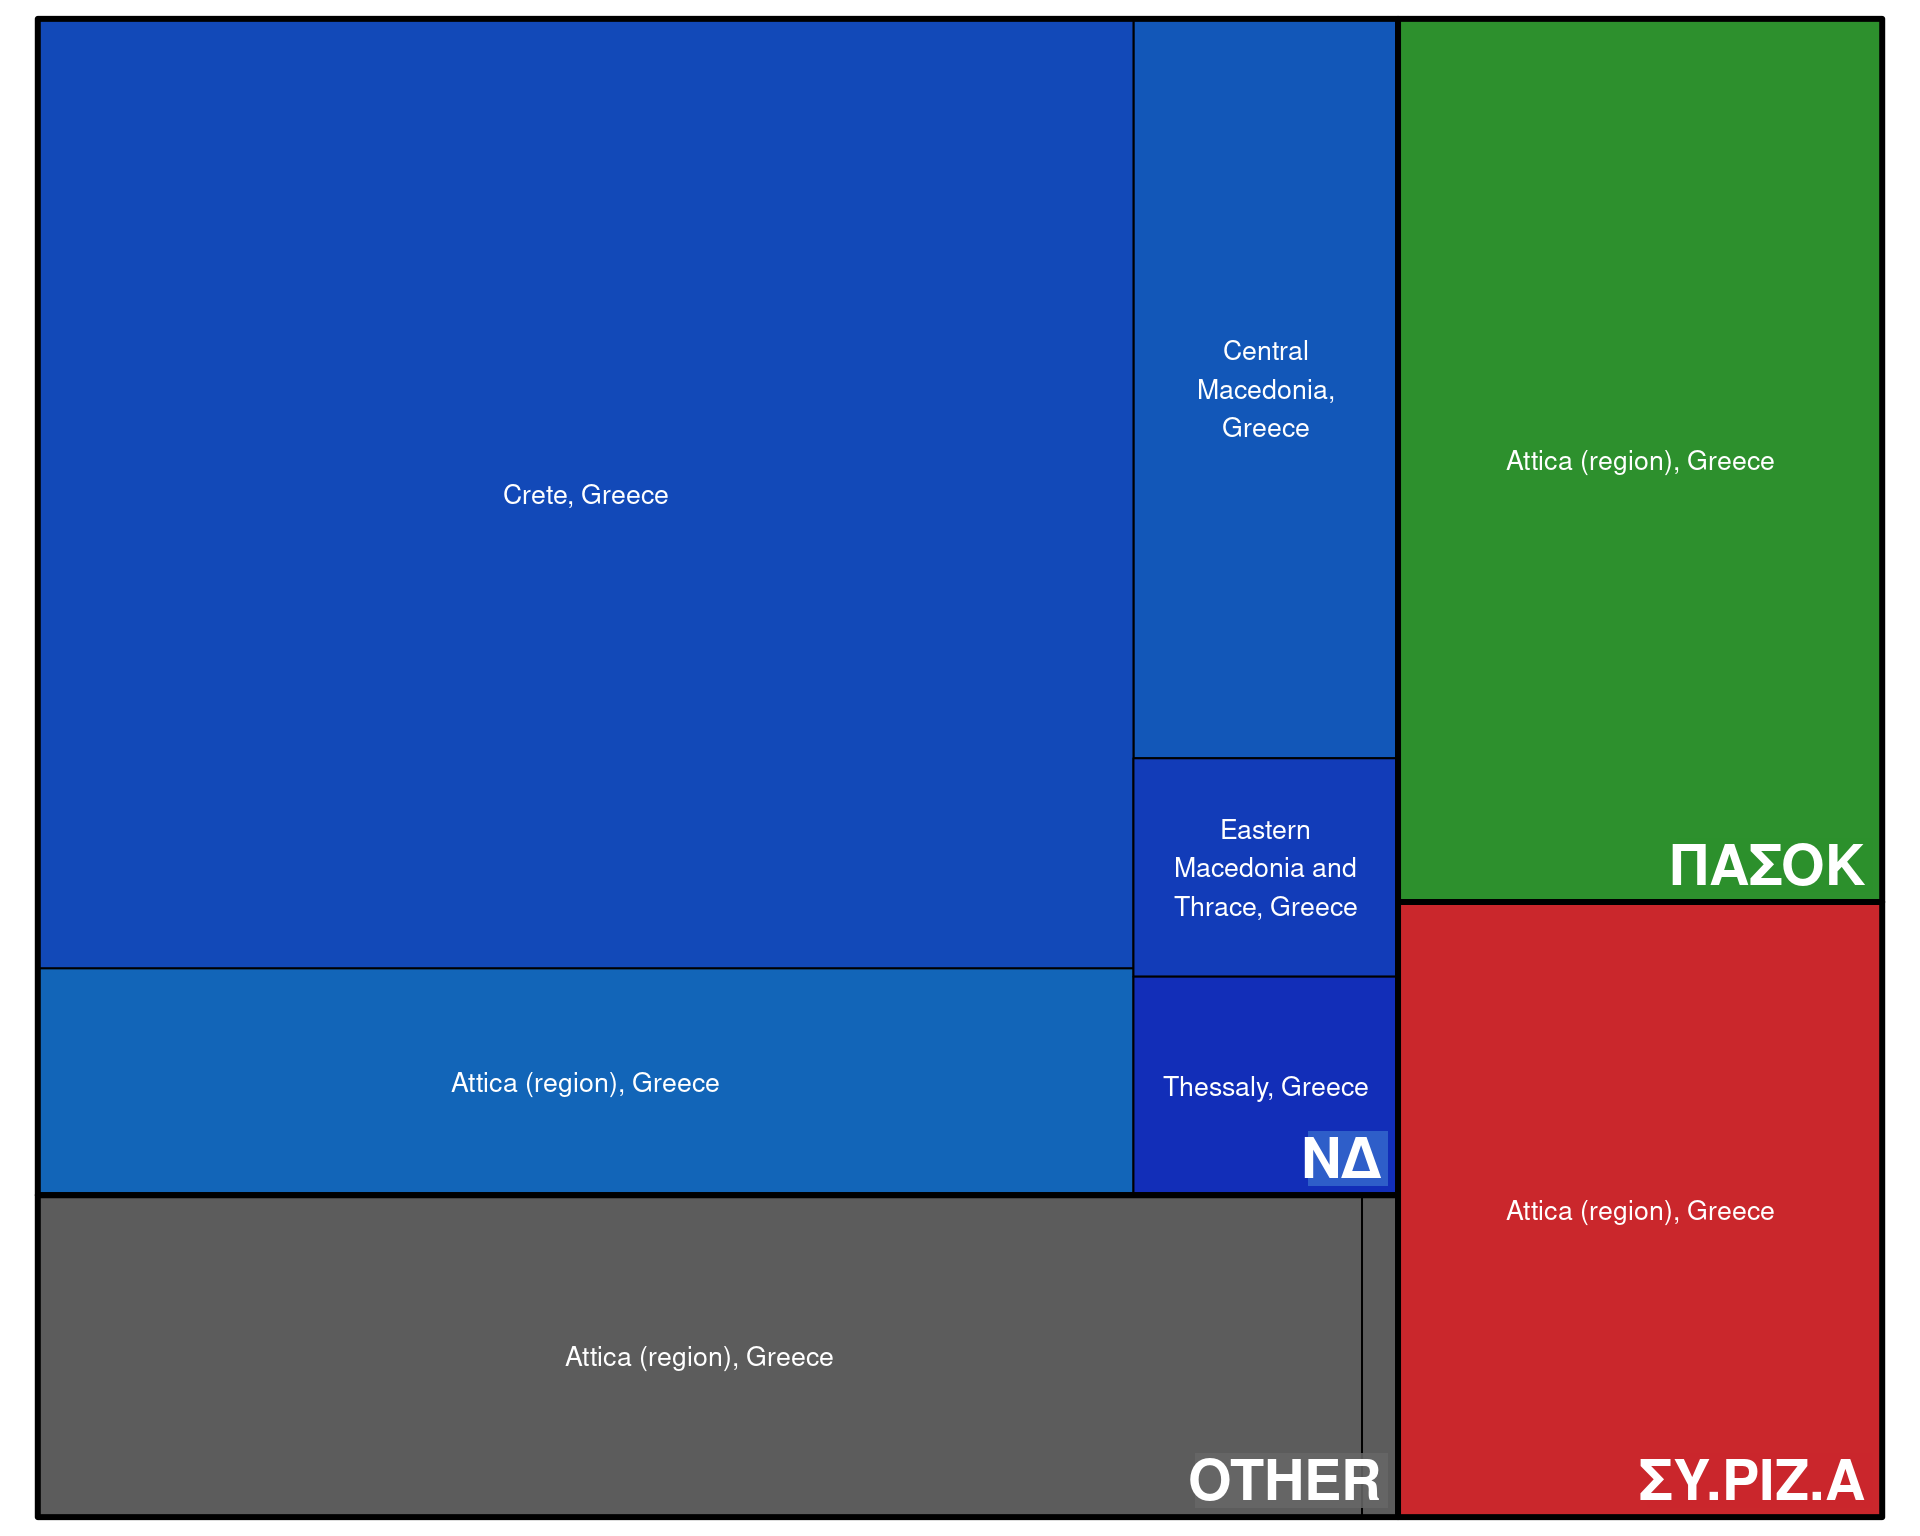 Crete, Greece
Central
Macedonia,
Greece
Attica (region), Greece
ΠΑΣΟΚ
Eastern
Macedonia and
Thrace, Greece
Attica (region), Greece
Thessaly, Greece
ΝΔ
Attica (region), Greece
Attica (region), Greece
OTHER
ΣΥ.ΡΙΖ.Α